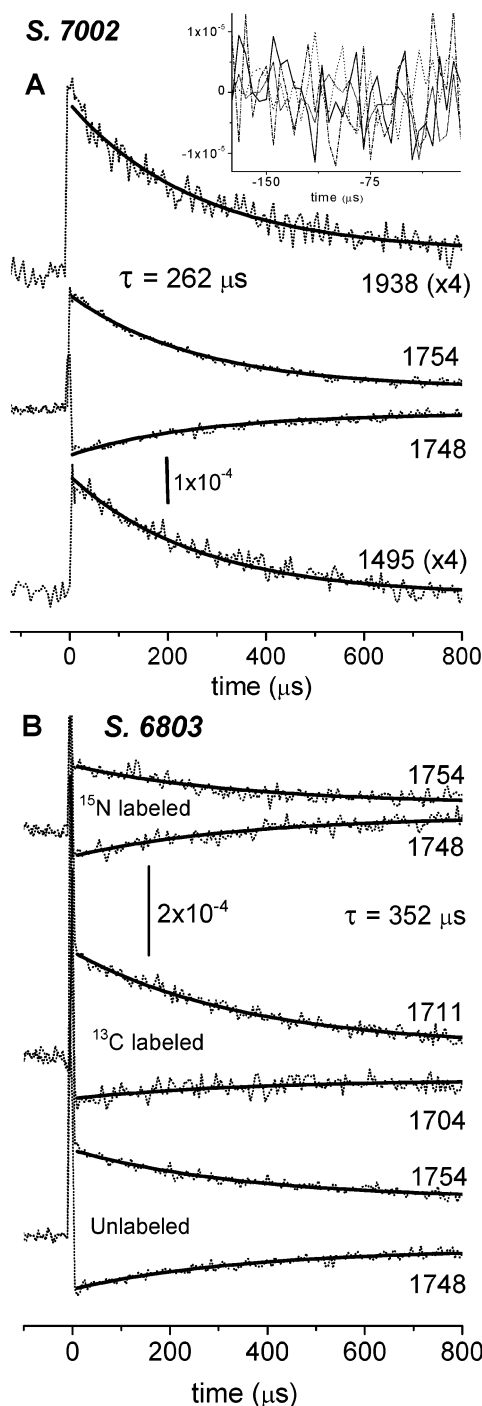 S. 7002
A
1x10⁻⁵
0
-1x10⁻⁵
-150 -75
time (μs)
τ = 262 μs
1938 (x4)
1754
1748
1x10⁻⁴
1495 (x4)
0 200 400 600 800
time (μs)
B S. 6803
1754
¹⁵N labeled
1748
2x10⁻⁴
τ = 352 μs
1711
¹³C labeled
1704
1754
Unlabeled
1748
0 200 400 600 800
time (μs)